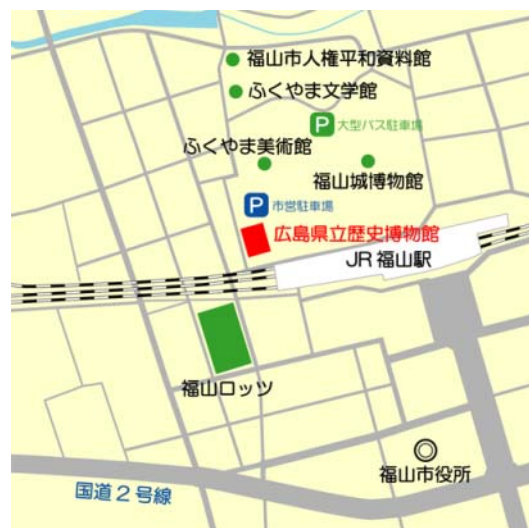 福山市人権平和資料館
ふくやま文学館
P 大型バス駐車場
ふくやま美術館
福山城博物館
P 市営駐車場
広島県立歴史博物館
JR福山駅
福山ロッツ
福山市役所
国道2号線